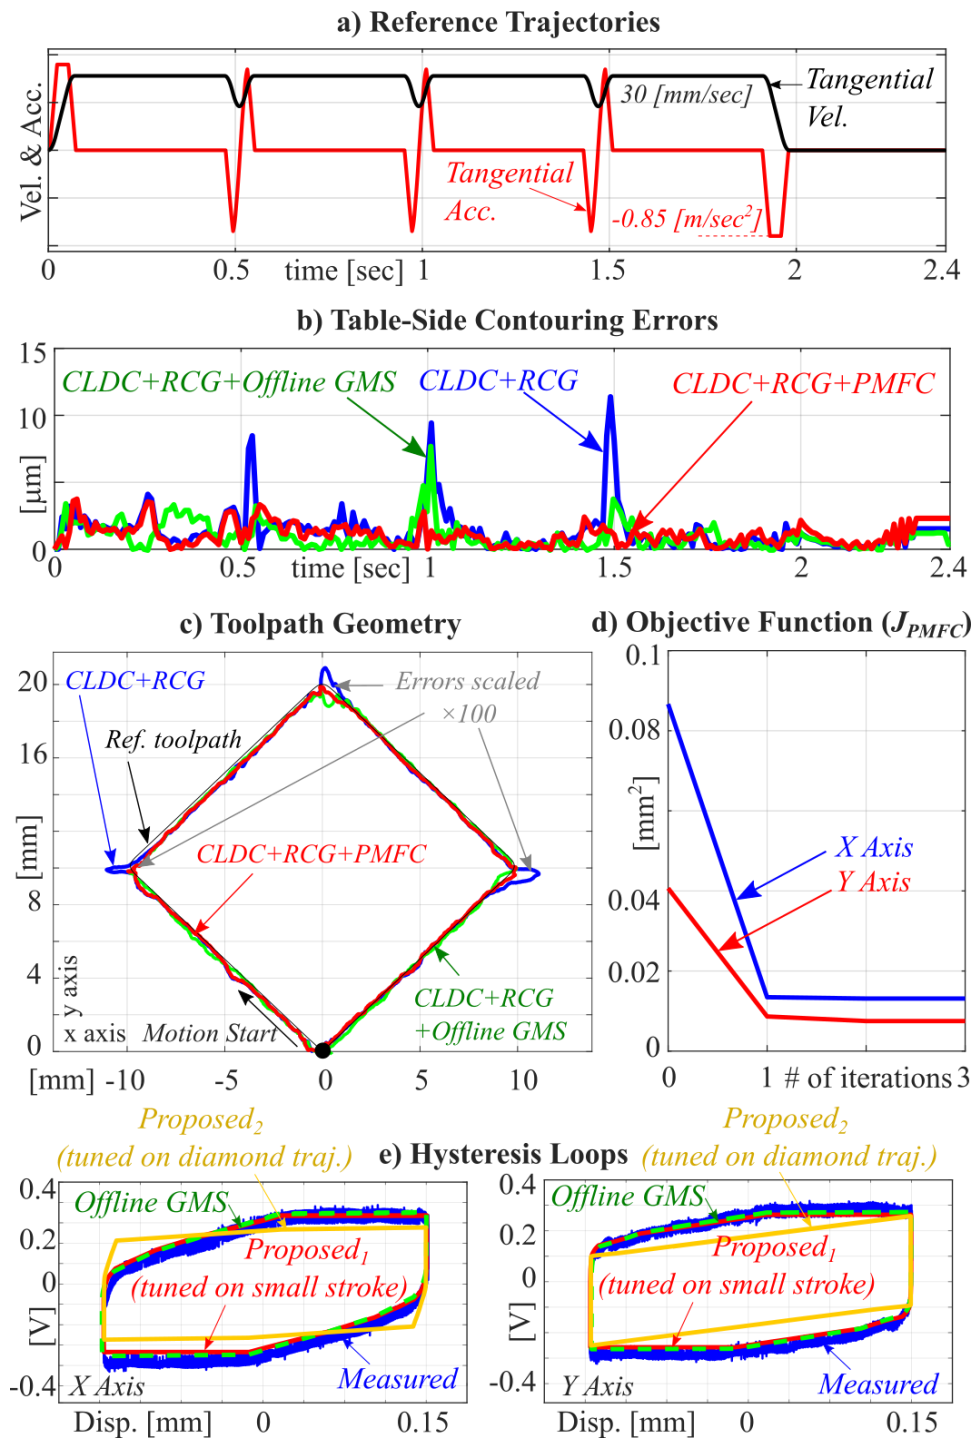 a) Reference Trajectories
Vel. & Acc.
30 [mm/sec]
Tangential
Vel.
Tangential
Acc.
-0.85 [m/sec²]
0 0.5 time [sec] 1 1.5 2 2.4
b) Table-Side Contouring Errors
15
10
5
0
[μm]
CLDC+RCG+Offline GMS
CLDC+RCG
CLDC+RCG+PMFC
0 0.5 time [sec] 1 1.5 2 2.4
c) Toolpath Geometry
20
16
12
8
4
0
[mm]
CLDC+RCG
Errors scaled
×100
Ref. toolpath
CLDC+RCG+PMFC
CLDC+RCG
+Offline GMS
y axis
x axis
Motion Start
[mm] -10 -5 0 5 10
d) Objective Function (J_PMFC)
0.1
0.08
[mm²]
0.04
0.02
0
X Axis
Y Axis
0 1 # of iterations 3
e) Hysteresis Loops
Proposed₂
(tuned on diamond traj.)
0.4
0.2
0
[V]
-0.4
Offline GMS
Proposed₁
(tuned on small stroke)
Measured
X Axis
Disp. [mm] 0 0.15
Proposed₂
(tuned on diamond traj.)
0.4
0.2
0
[V]
-0.4
Offline GMS
Proposed₁
(tuned on small stroke)
Measured
Y Axis
Disp. [mm] 0 0.15